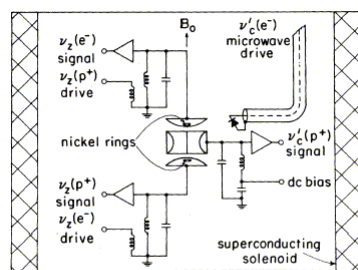 ν_z(e⁻)
signal
ν_z(p⁺)
drive
B₀
ν′_c(e⁻)
microwave
drive
nickel rings
ν′_c(p⁺)
signal
dc bias
ν_z(p⁺)
signal
ν_z(e⁻)
drive
superconducting
solenoid